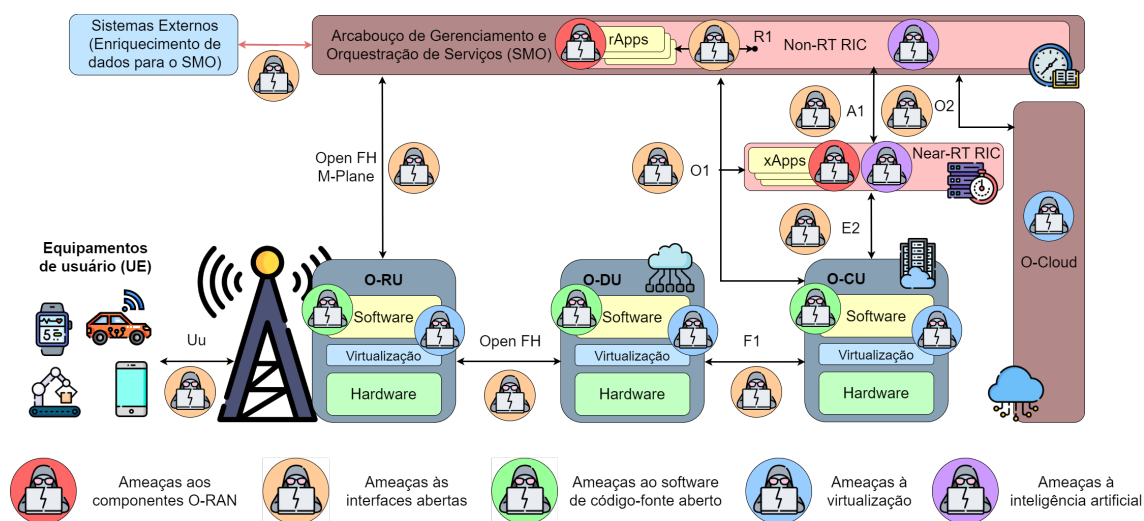 Sistemas Externos
(Enriquecimento de
dados para o SMO)
Arcabouço de Gerenciamento e
Orquestração de Serviços (SMO)
rApps
R1
Non-RT RIC
A1
O2
Open FH
M-Plane
O1
xApps
Near-RT RIC
E2
O-Cloud
Equipamentos
de usuário (UE)
Uu
O-RU
Software
Virtualização
Hardware
Open FH
O-DU
Software
Virtualização
Hardware
F1
O-CU
Software
Virtualização
Hardware
Ameaças aos
componentes O-RAN
Ameaças às
interfaces abertas
Ameaças ao software
de código-fonte aberto
Ameaças à
virtualização
Ameaças à
inteligência artificial